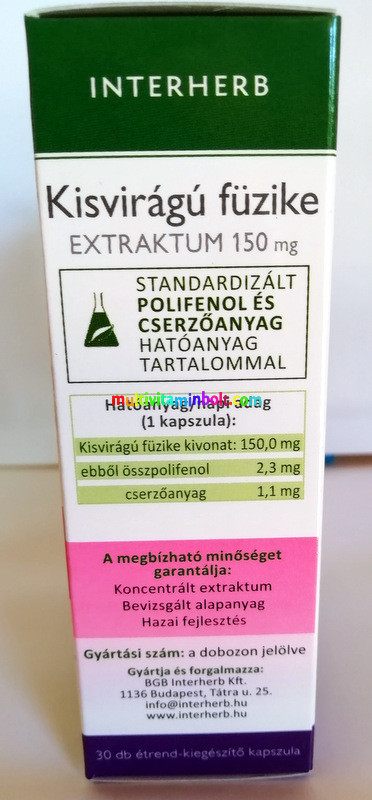 INTERHERB
Kisvirágú füzike
EXTRAKTUM 150 mg
STANDARDIZÁLT
POLIFENOL ÉS
CSERZŐANYAG
HATÓANYAG
TARTALOMMAL
multivitaminbolt.com
Hatóanyag/napi adag
(1 kapszula):
Kisvirágú füzike kivonat: 150,0 mg
ebből összpolifenol 2,3 mg
cserzőanyag 1,1 mg
A megbízható minőséget
garantálja:
Koncentrált extraktum
Bevizsgált alapanyag
Hazai fejlesztés
Gyártási szám: a dobozon jelölve
Gyártja és forgalmazza:
BGB Interherb Kft.
1136 Budapest, Tátra u. 25.
info@interherb.hu
www.interherb.hu
30 db étrend-kiegészítő kapszula